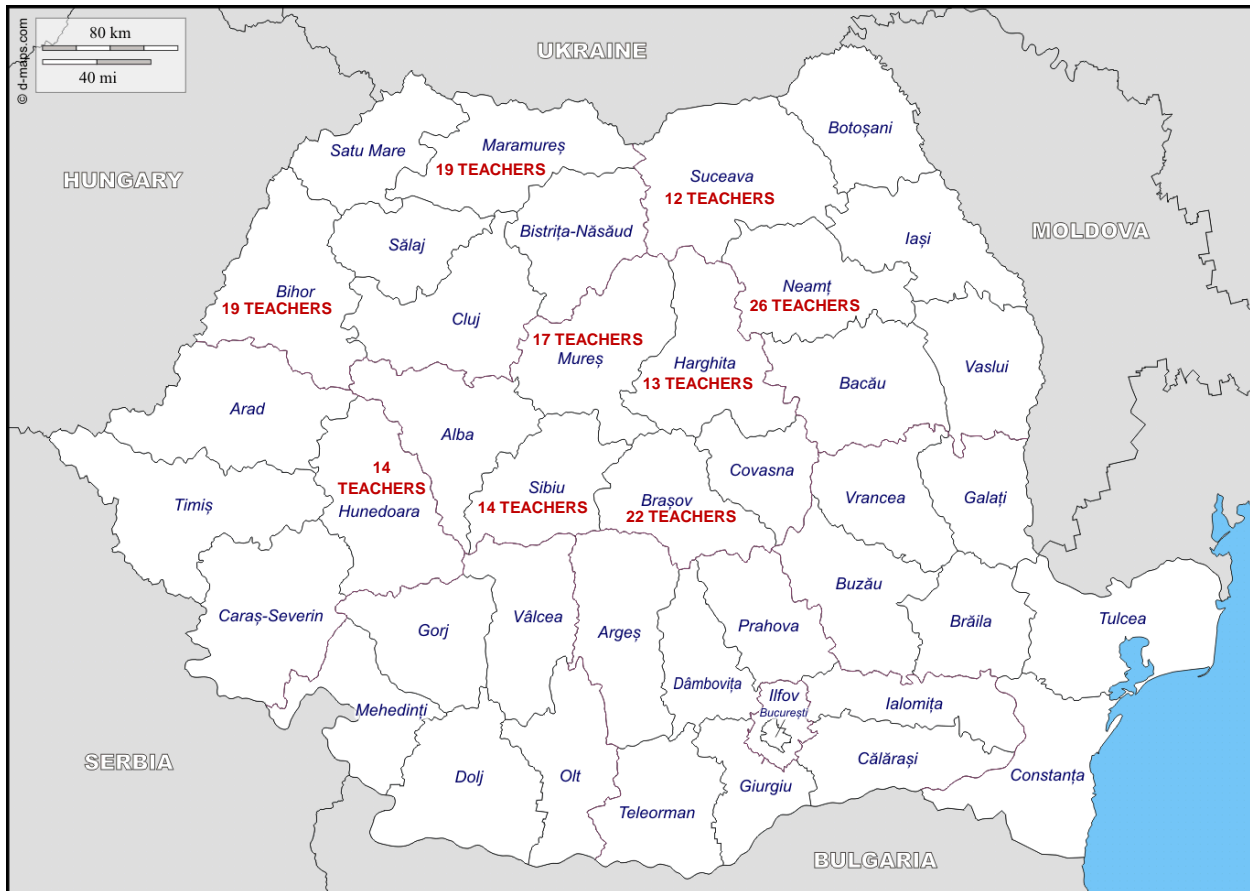 © d-maps.com
80 km
40 mi
UKRAINE
HUNGARY
MOLDOVA
SERBIA
BULGARIA
Botoșani
Satu Mare
Maramureș
19 TEACHERS
Suceava
12 TEACHERS
Bistrița-Năsăud
Sălaj
Iași
Bihor
19 TEACHERS
Neamț
26 TEACHERS
Cluj
17 TEACHERS
Mureș
Harghita
13 TEACHERS
Bacău
Vaslui
Arad
Alba
14
TEACHERS
Hunedoara
Sibiu
14 TEACHERS
Brașov
22 TEACHERS
Covasna
Vrancea
Galați
Timiș
Caraș-Severin
Gorj
Vâlcea
Argeș
Prahova
Buzău
Brăila
Tulcea
Dâmbovița
Ilfov
București
Ialomița
Mehedinți
Călărași
Constanța
Dolj
Olt
Giurgiu
Teleorman